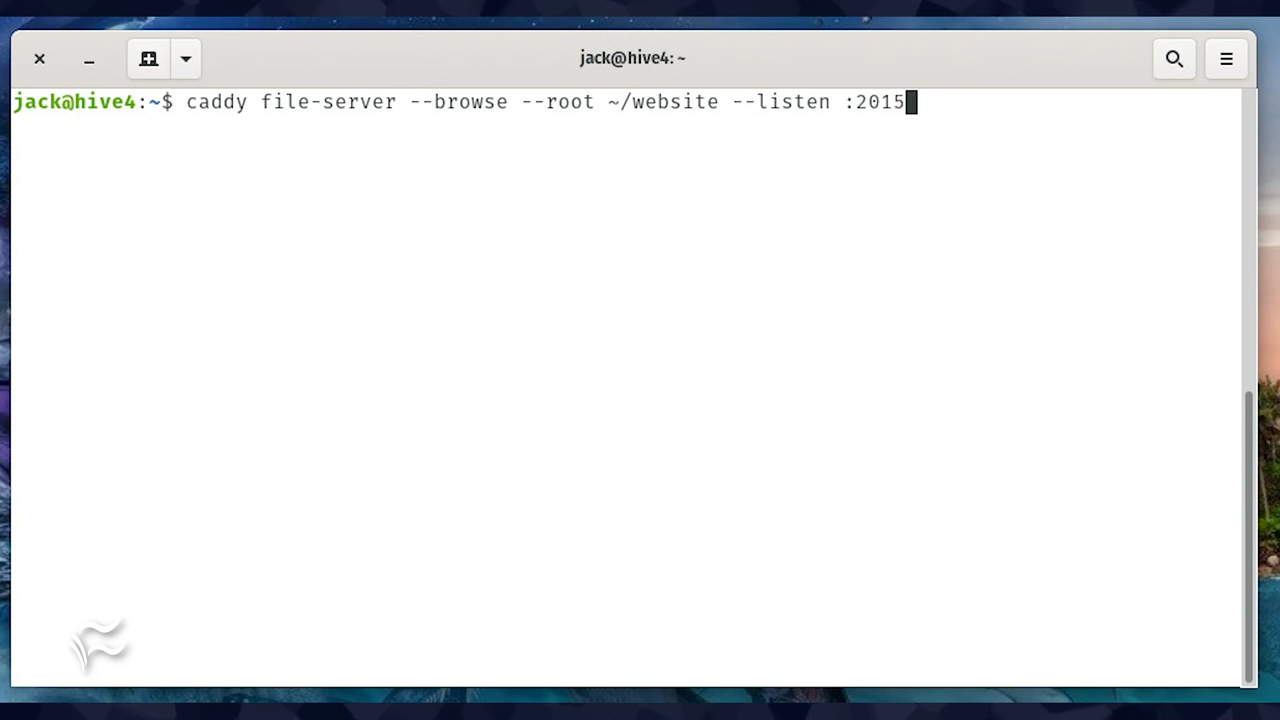 jack@hive4: ~
jack@hive4:~$ caddy file-server --browse --root ~/website --listen :2015